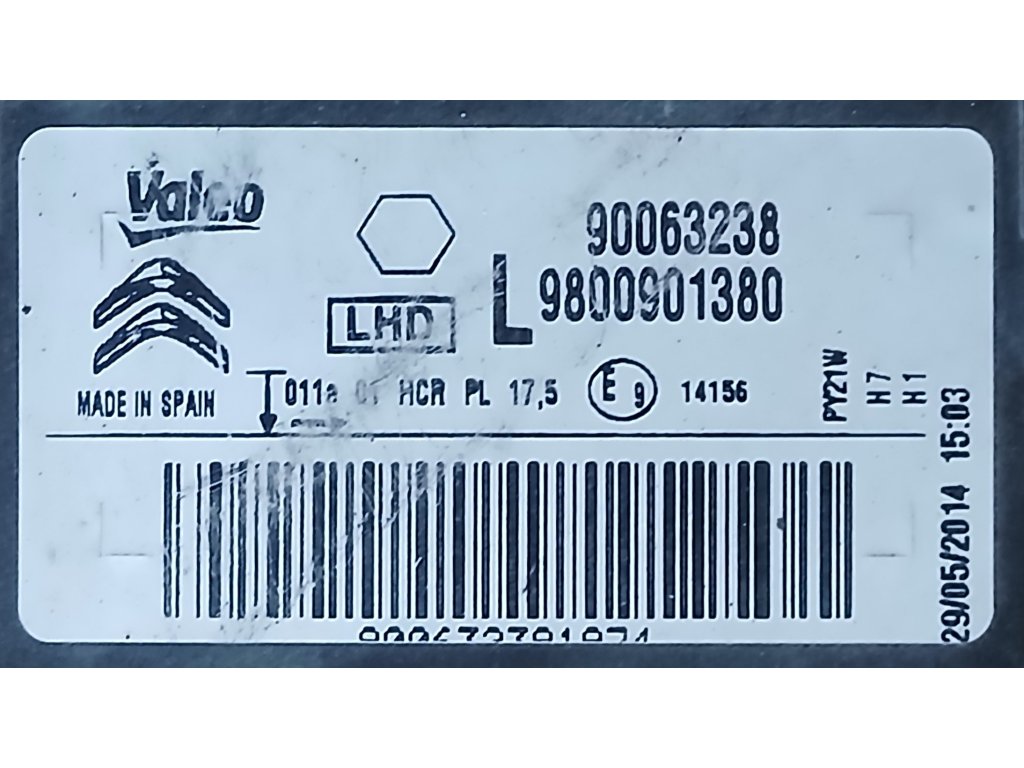 Valeo
90063238
L 9800901380
LHD
MADE IN SPAIN
HCR PL 17,5 E 9 14156
PY21W
H7
H1
29/05/2014 15:03